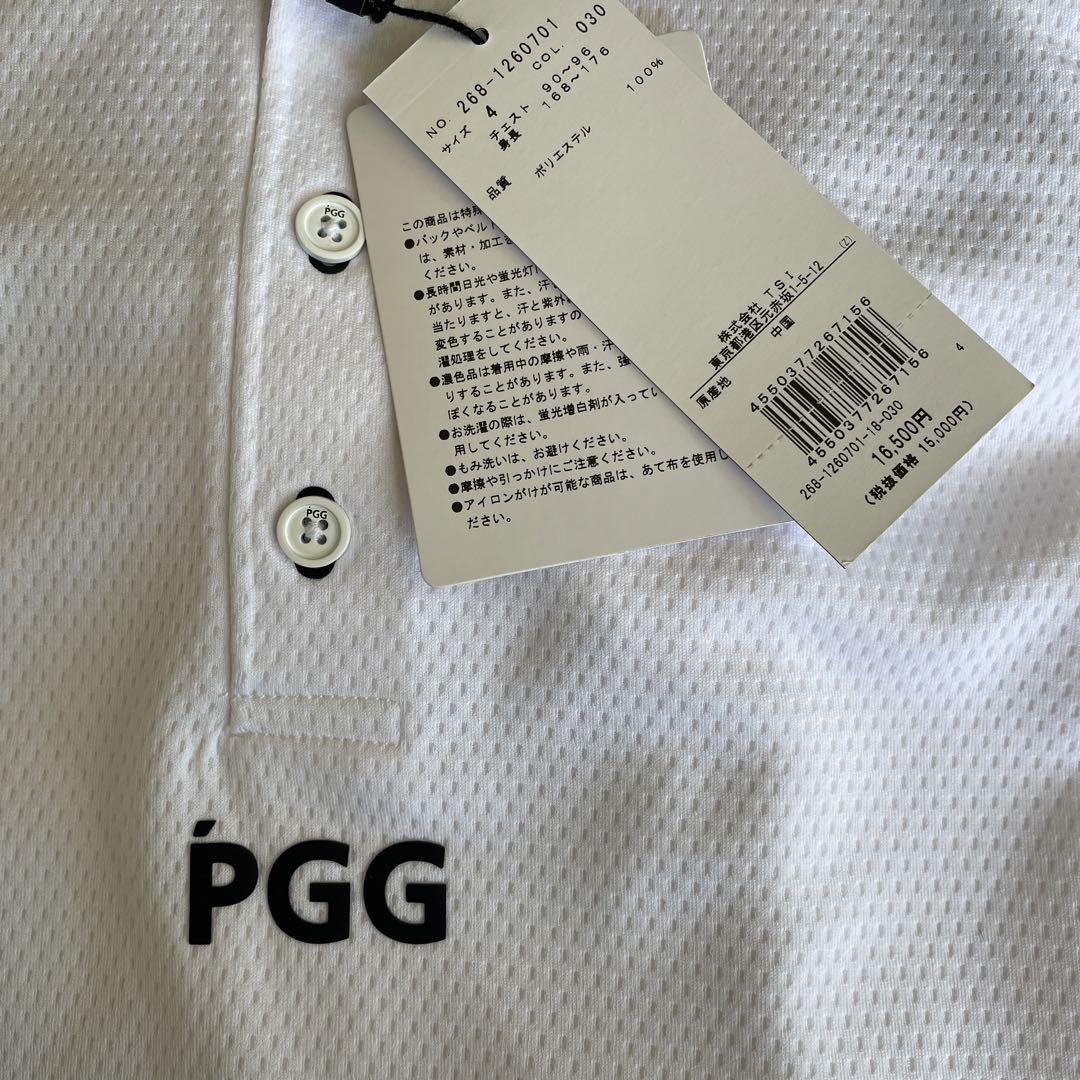 NO. 268-1260701
COL. 030
サイズ 4
チェスト 90～96
身長 168～176
品質
ポリエステル 100%
(Z)
株式会社 TSI
東京都港区元赤坂1-5-12
原産地 中国
4550377267156
4550377267156
268-1260701-18-030
4
16,500円
(税抜価格 15,000円)
この商品は特殊
●バックやベル
は、素材・加工
ください。
●長時間日光や蛍光灯
があります。また、汗
当たりますと、汗と紫外
変色することがありますの
濯処理をしてください。
●濃色品は着用中の摩擦や雨・汗
りすることがあります。また、強
ぽくなることがあります。
●お洗濯の際は、蛍光増白剤が入ってい
用してください。
●もみ洗いは、お避けください。
●摩擦や引っかけにご注意ください。
●アイロンがけが可能な商品は、あて布を使用し
ださい。
PGG
PGG
PGG